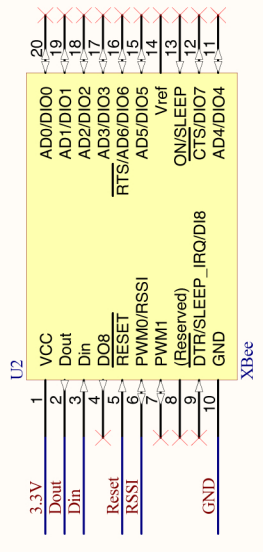 U2
XBee
3.3V
Dout
Din
Reset
RSSI
GND
1 VCC
2 Dout
3 Din
4 DO8
5 RESET
6 PWM0/RSSI
7 PWM1
8 (Reserved)
9 DTR/SLEEP_IRQ/DI8
10 GND
20 AD0/DIO0
19 AD1/DIO1
18 AD2/DIO2
17 AD3/DIO3
16 RTS/AD6/DIO6
15 AD5/DIO5
14 Vref
13 ON/SLEEP
12 CTS/DIO7
11 AD4/DIO4